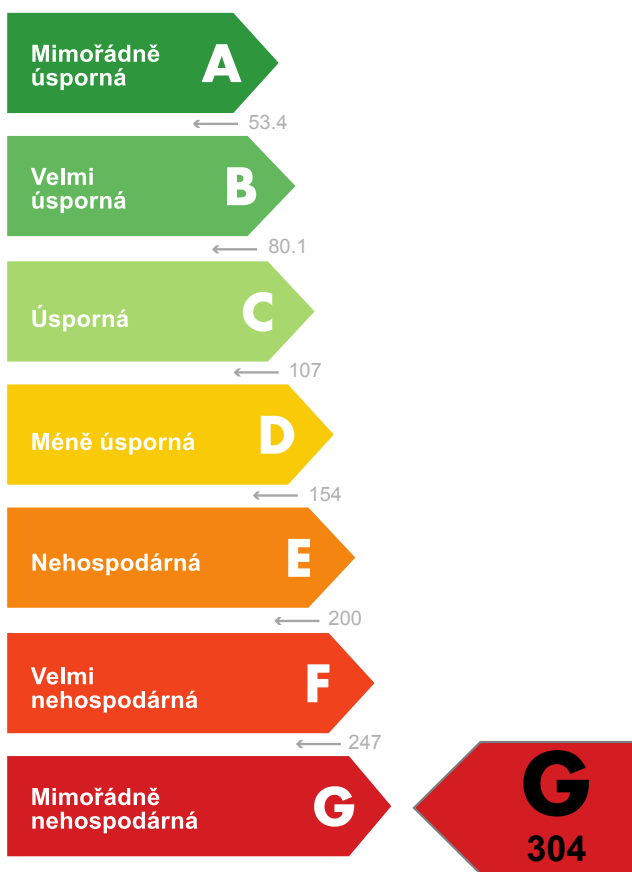 Mimořádně
úsporná
A
← 53.4
Velmi
úsporná
B
← 80.1
Úsporná
C
← 107
Méně úsporná
D
← 154
Nehospodárná
E
← 200
Velmi
nehospodárná
F
← 247
Mimořádně
nehospodárná
G
G
304